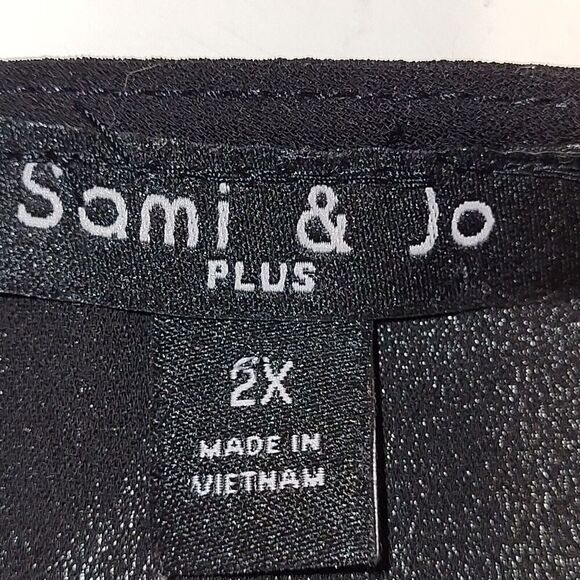 Sami & Jo
PLUS
2X
MADE IN
VIETNAM